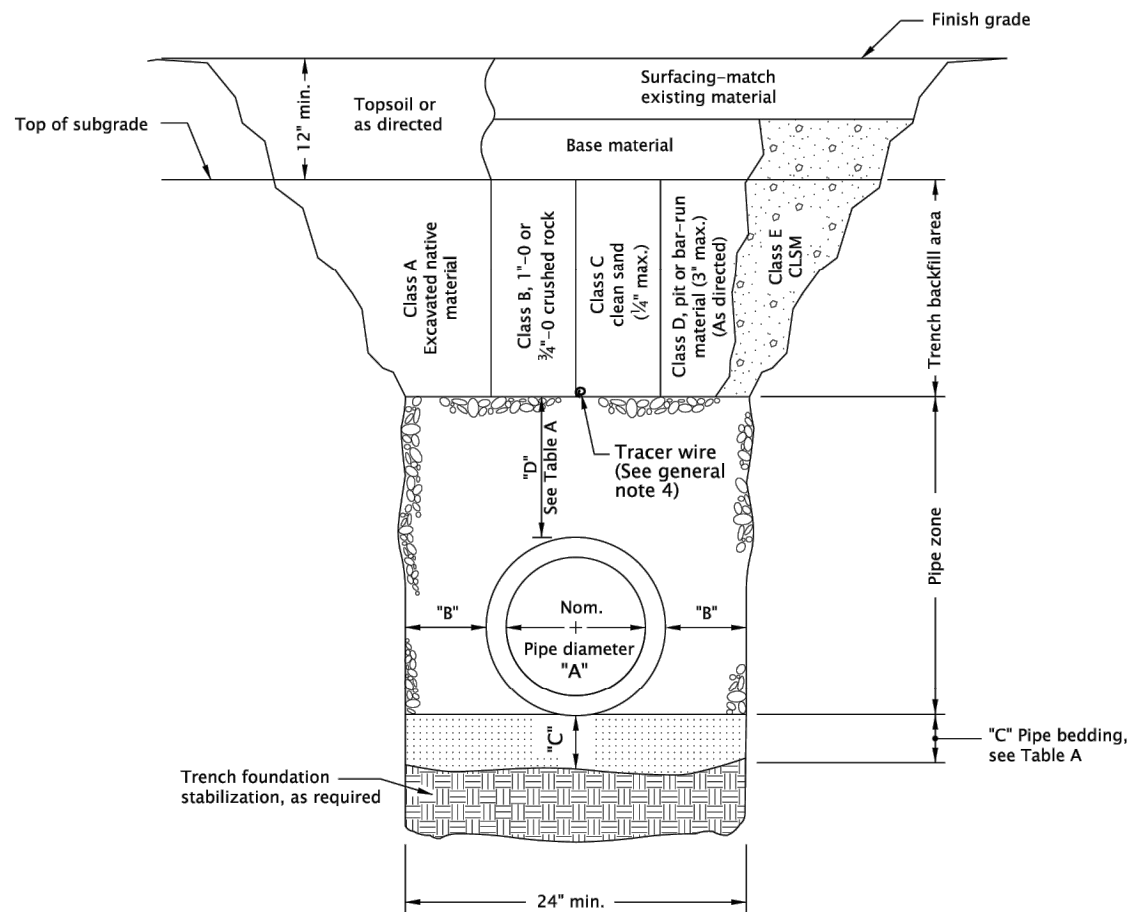 Finish grade
Surfacing-match
existing material
Topsoil or
as directed
12" min.
Top of subgrade
Base material
Class A
Excavated native
material
Class B, 1"-0 or
¾"-0 crushed rock
Class C
clean sand
(¼" max.)
Class D, pit or bar-run
material (3" max.)
(As directed)
Class E
CLSM
Trench backfill area
"D"
See Table A
Tracer wire
(See general
note 4)
Pipe zone
"B"
Nom.
Pipe diameter
"A"
"B"
"C"
"C" Pipe bedding,
see Table A
Trench foundation
stabilization, as required
24" min.